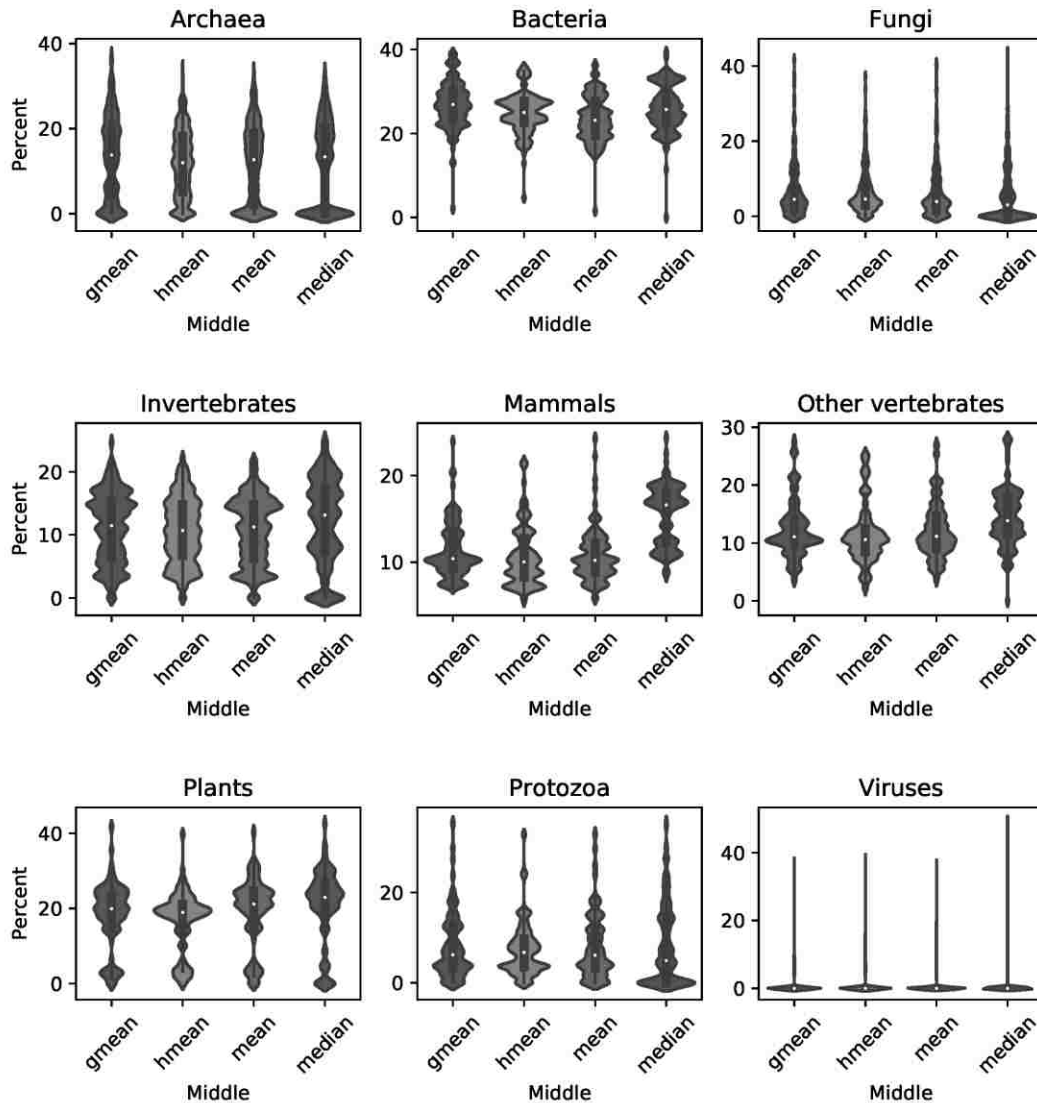 Archaea Bacteria Fungi
40 40 40
Percent
20 20 20
0 0 0
gmean hmean mean median gmean hmean mean median gmean hmean mean median
Middle Middle Middle
Invertebrates Mammals Other vertebrates
20 20 30
Percent
10 10 20
0 10
0
gmean hmean mean median gmean hmean mean median gmean hmean mean median
Middle Middle Middle
Plants Protozoa Viruses
40 20 40
Percent
20 0 20
0 0
gmean hmean mean median gmean hmean mean median gmean hmean mean median
Middle Middle Middle